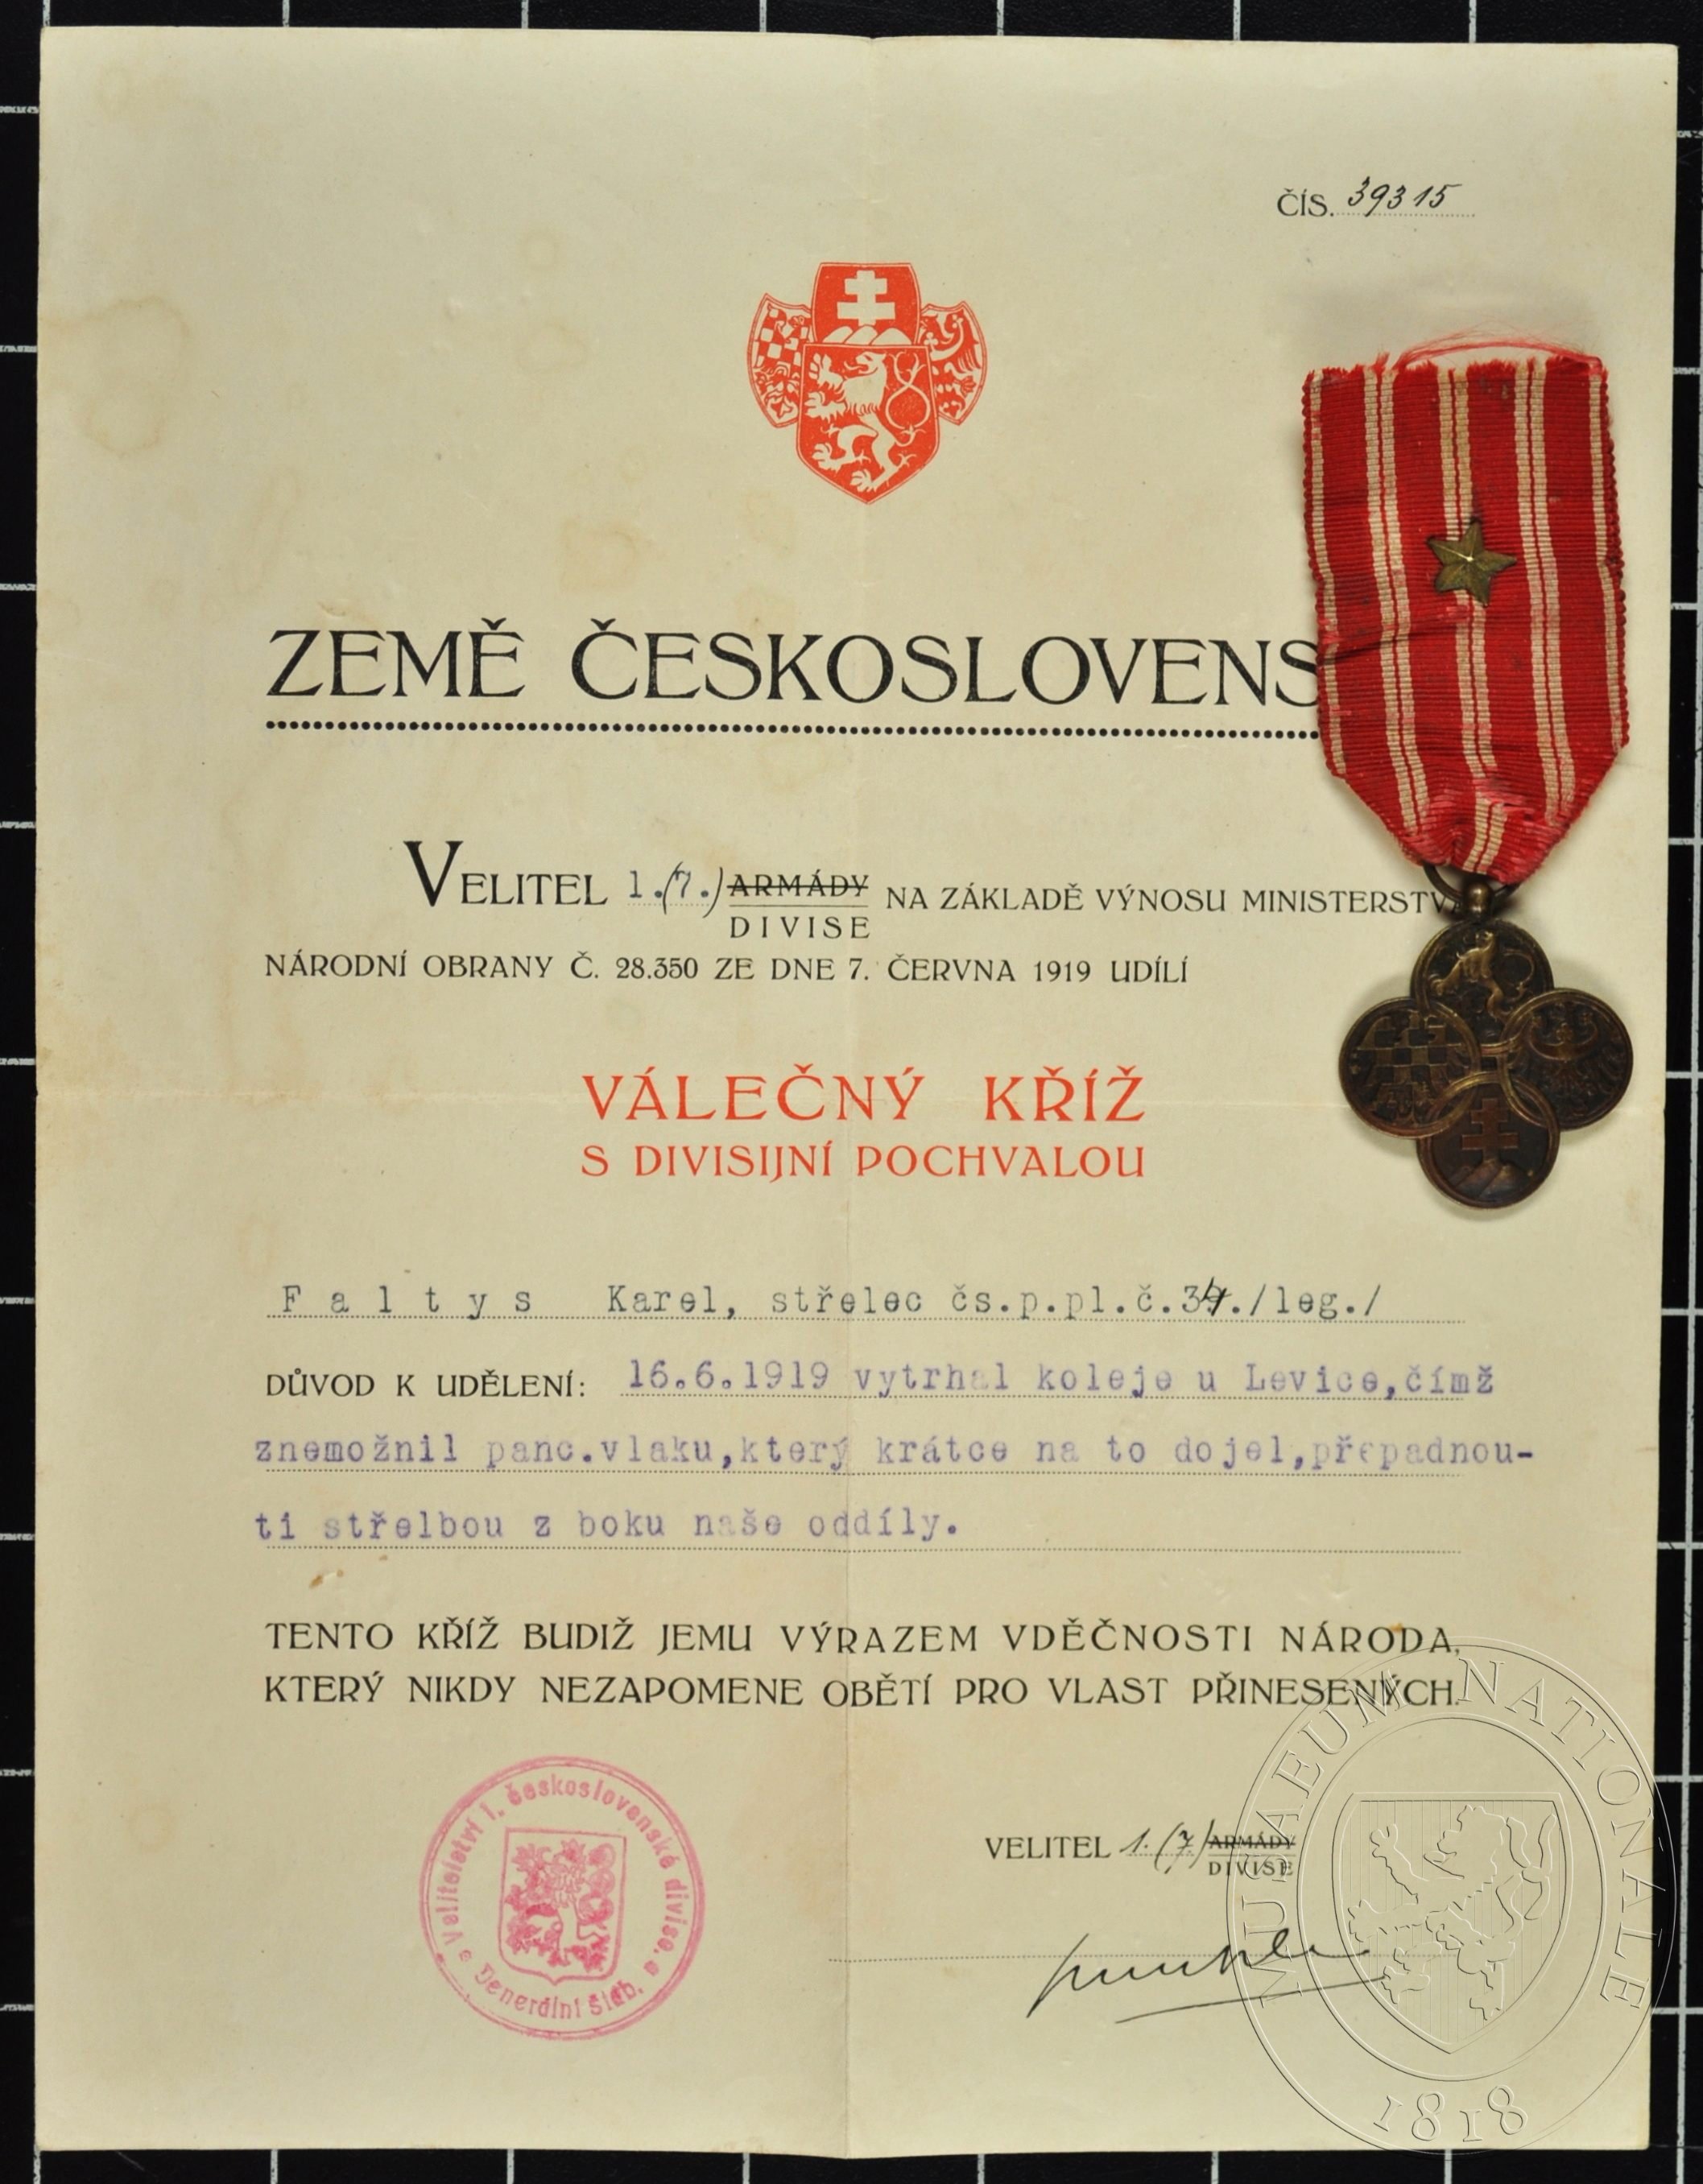 ČÍS. 39315
ZEMĚ ČESKOSLOVENS
VELITEL 1.(7.) ARMÁDY NA ZÁKLADĚ VÝNOSU MINISTERSTVA
DIVISE
NÁRODNÍ OBRANY Č. 28.350 ZE DNE 7. ČERVNA 1919 UDÍLÍ
VÁLEČNÝ KŘÍŽ
S DIVISIJNÍ POCHVALOU
Faltys Karel, střelec čs.p.pl.č.34./leg./
DŮVOD K UDĚLENÍ: 16.6.1919 vytrhal koleje u Levice,čímž
znemožnil panc.vlaku,který krátce na to dojel,přepadnou-
ti střelbou z boku naše oddíly.
TENTO KŘÍŽ BUDIŽ JEMU VÝRAZEM VDĚČNOSTI NÁRODA,
KTERÝ NIKDY NEZAPOMENE OBĚTÍ PRO VLAST PŘINESENÝCH.
Velitelství 1. československé divise.
Jenerální štáb.
VELITEL 1.(7) ARMÁDY
DIVISE
MUSAEUM NATIONALE
1818